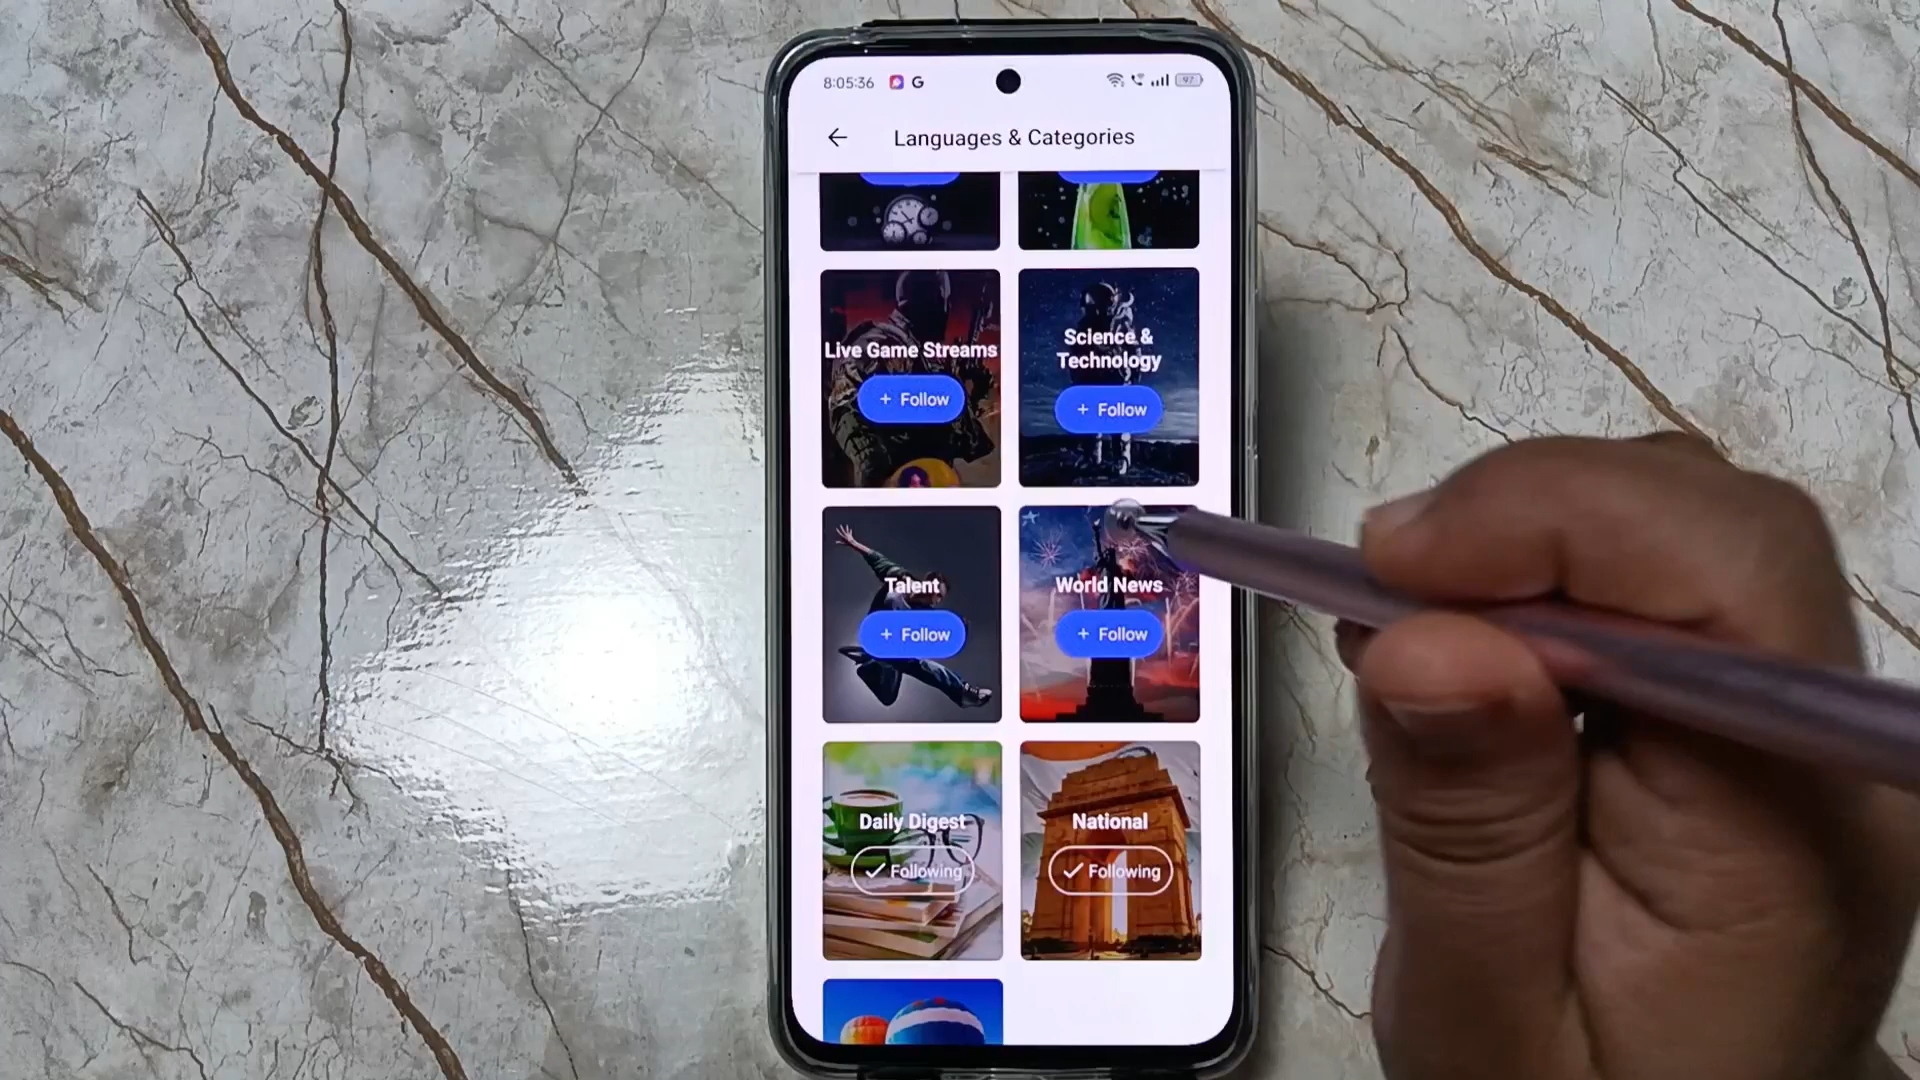 8:05:36 G 97
Languages & Categories
Live Game Streams
+ Follow
Science &
Technology
+ Follow
Talent
+ Follow
World News
+ Follow
Daily Digest
Following
National
Following